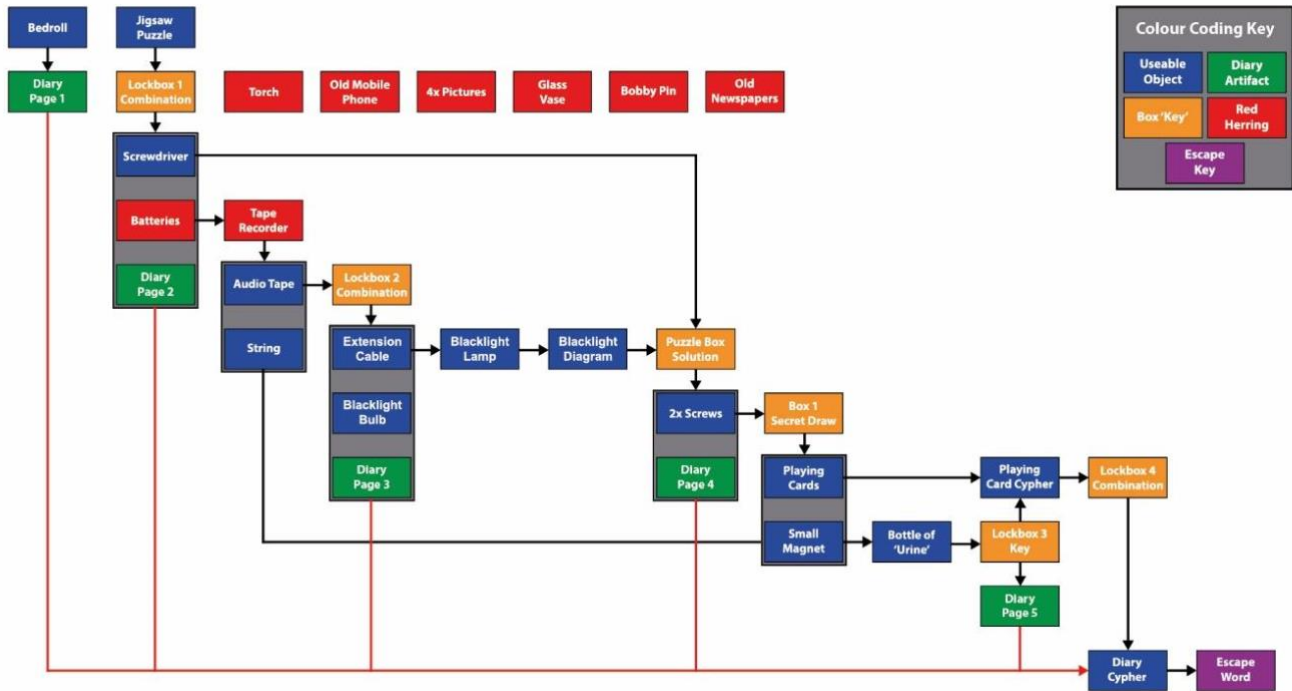 Bedroll
Jigsaw
Puzzle
Colour Coding Key
Useable
Object
Diary
Artifact
Box 'Key'
Red
Herring
Escape
Key
Diary
Page 1
Lockbox 1
Combination
Torch
Old Mobile
Phone
4x Pictures
Glass
Vase
Bobby Pin
Old
Newspapers
Screwdriver
Batteries
Tape
Recorder
Diary
Page 2
Audio Tape
Lockbox 2
Combination
String
Extension
Cable
Blacklight
Lamp
Blacklight
Diagram
Puzzle Box
Solution
Blacklight
Bulb
2x Screws
Box 1
Secret Draw
Diary
Page 3
Diary
Page 4
Playing
Cards
Playing
Card Cypher
Lockbox 4
Combination
Small
Magnet
Bottle of
'Urine'
Lockbox 3
Key
Diary
Page 5
Diary
Cypher
Escape
Word